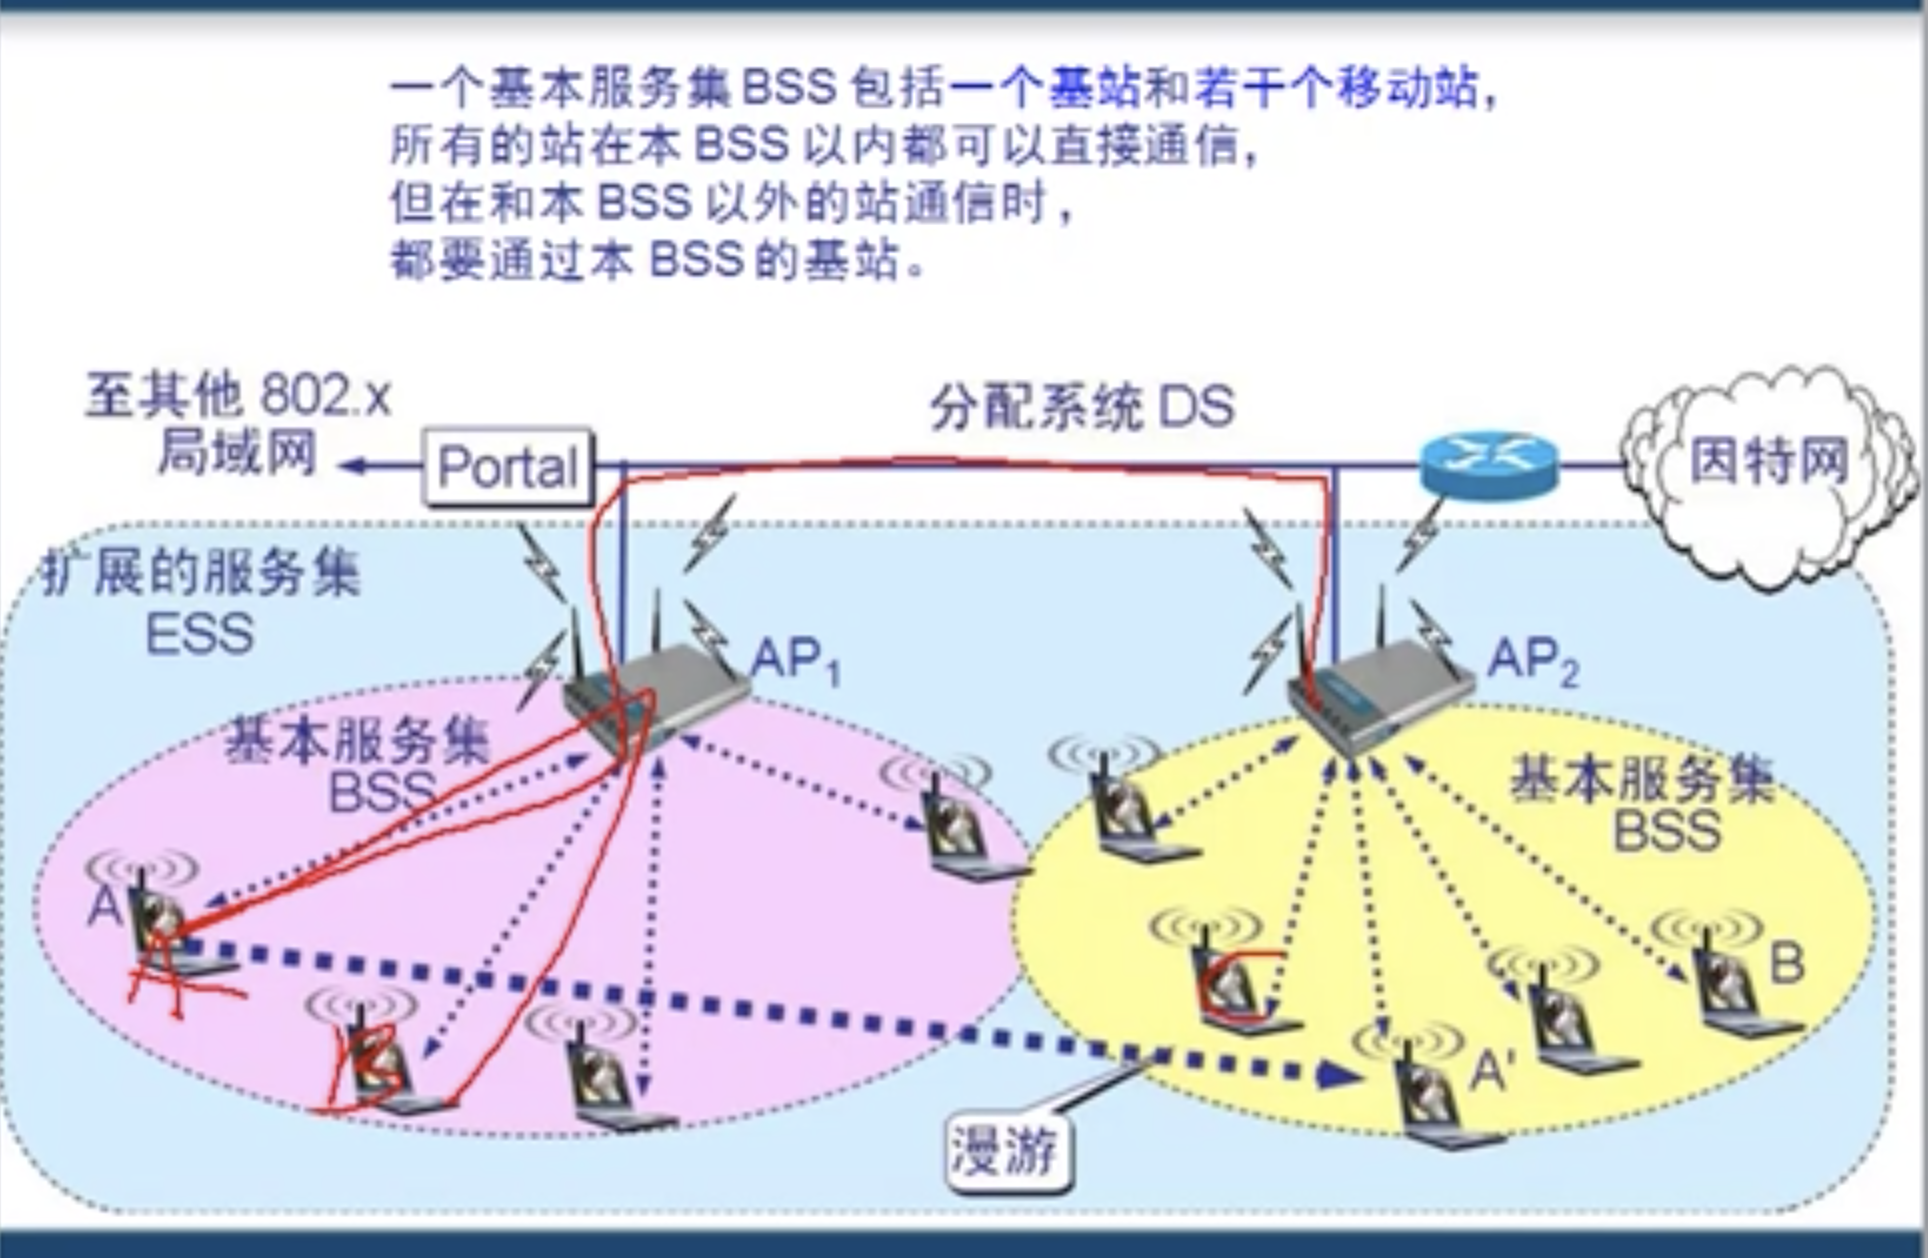 一个基本服务集 BSS 包括一个基站和若干个移动站，
所有的站在本 BSS 以内都可以直接通信，
但在和本 BSS 以外的站通信时，
都要通过本 BSS 的基站。
至其他 802.x
局域网
Portal
分配系统 DS
因特网
扩展的服务集
ESS
AP1
AP2
基本服务集
BSS
基本服务集
BSS
A
A
B
C
B
A'
漫游